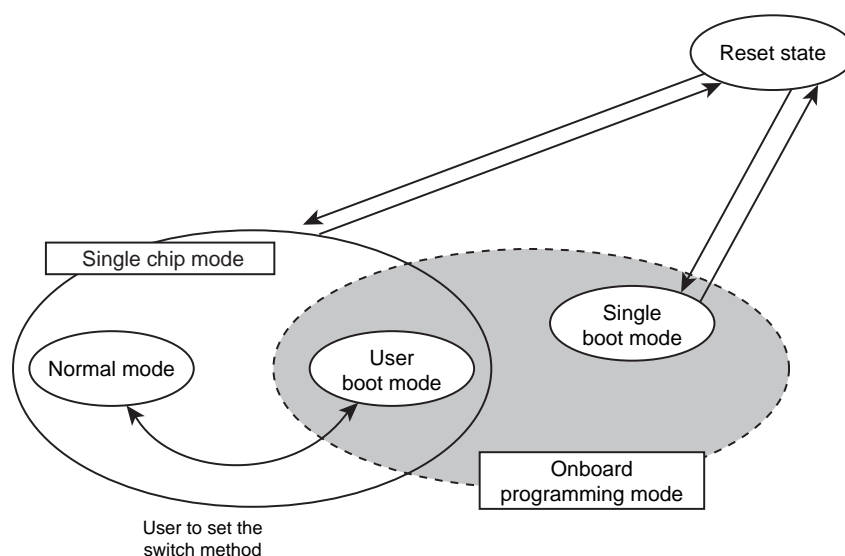 Reset state
Single chip mode
Single
boot mode
Normal mode
User
boot mode
Onboard
programming mode
User to set the
switch method